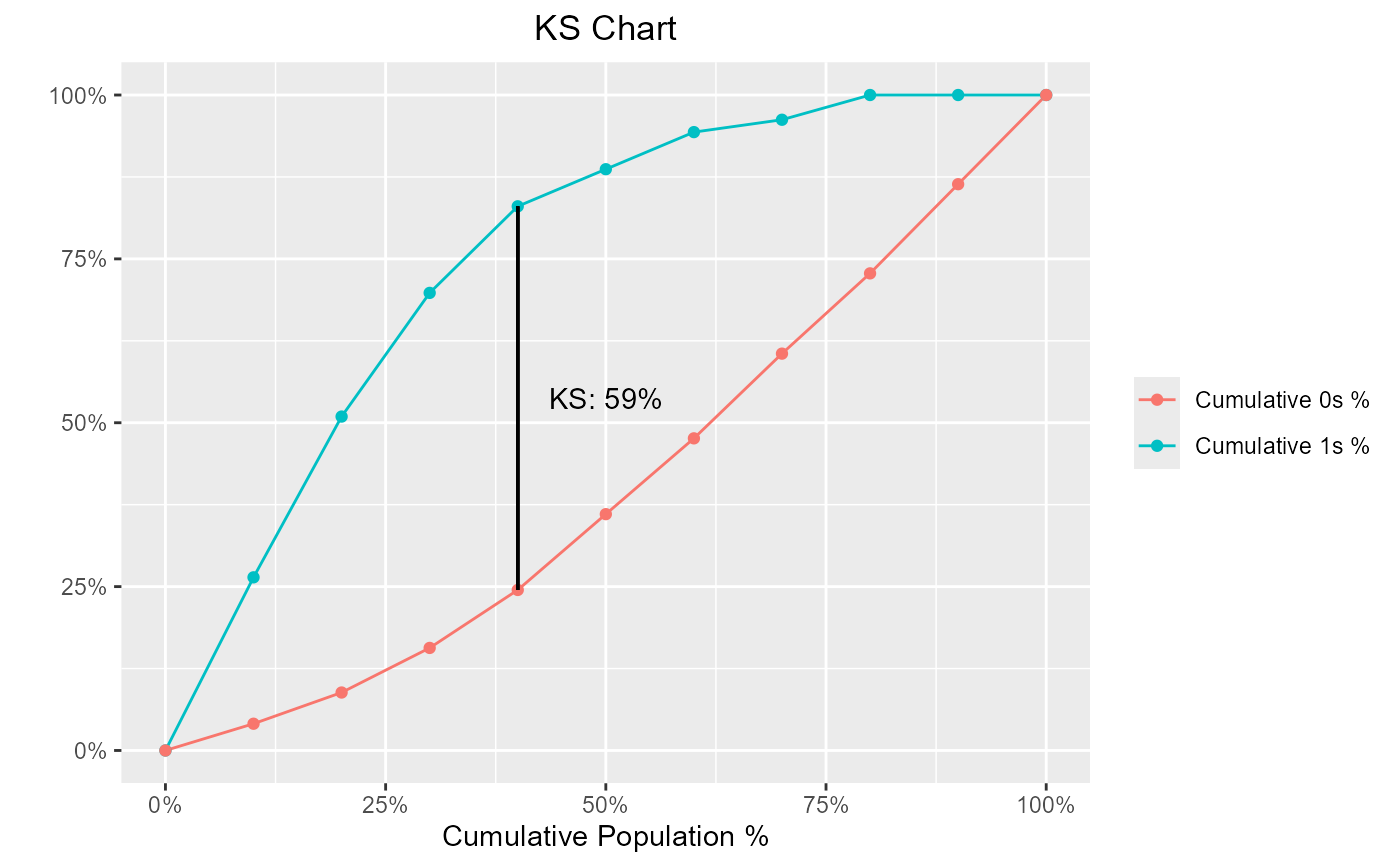 KS Chart
100%
75%
50%
25%
0%
KS: 59%
0%
25%
50%
75%
100%
Cumulative Population %
Cumulative 0s %
Cumulative 1s %